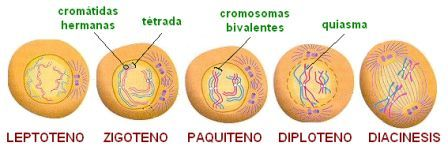 cromátidas
hermanas
tétrada
cromosomas
bivalentes
quiasma
LEPTOTENO
ZIGOTENO
PAQUITENO
DIPLOTENO
DIACINESIS